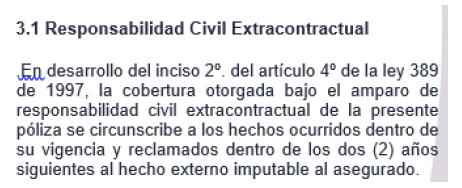 3.1 Responsabilidad Civil Extracontractual
.En desarrollo del inciso 2º. del artículo 4º de la ley 389
de 1997, la cobertura otorgada bajo el amparo de
responsabilidad civil extracontractual de la presente
póliza se circunscribe a los hechos ocurridos dentro de
su vigencia y reclamados dentro de los dos (2) años
siguientes al hecho externo imputable al asegurado.